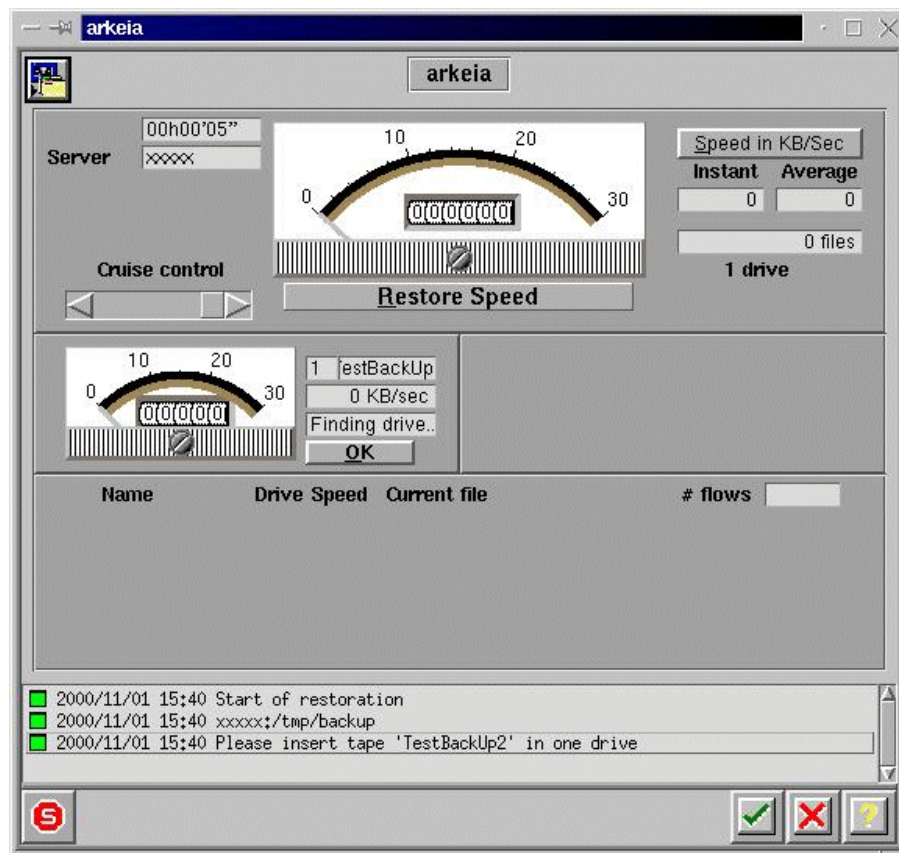 arkeia
arkeia
00h00'05"
Server xxxxx
0 10 20 30
000000
Speed in KB/Sec
Instant Average
0 0
0 files
1 drive
Cruise control
Restore Speed
0 10 20 30
00000
1 TestBackUp
0 KB/sec
Finding drive..
OK
Name Drive Speed Current file # flows
2000/11/01 15:40 Start of restoration
2000/11/01 15:40 xxxxx:/tmp/backup
2000/11/01 15:40 Please insert tape 'TestBackUp2' in one drive
S
?